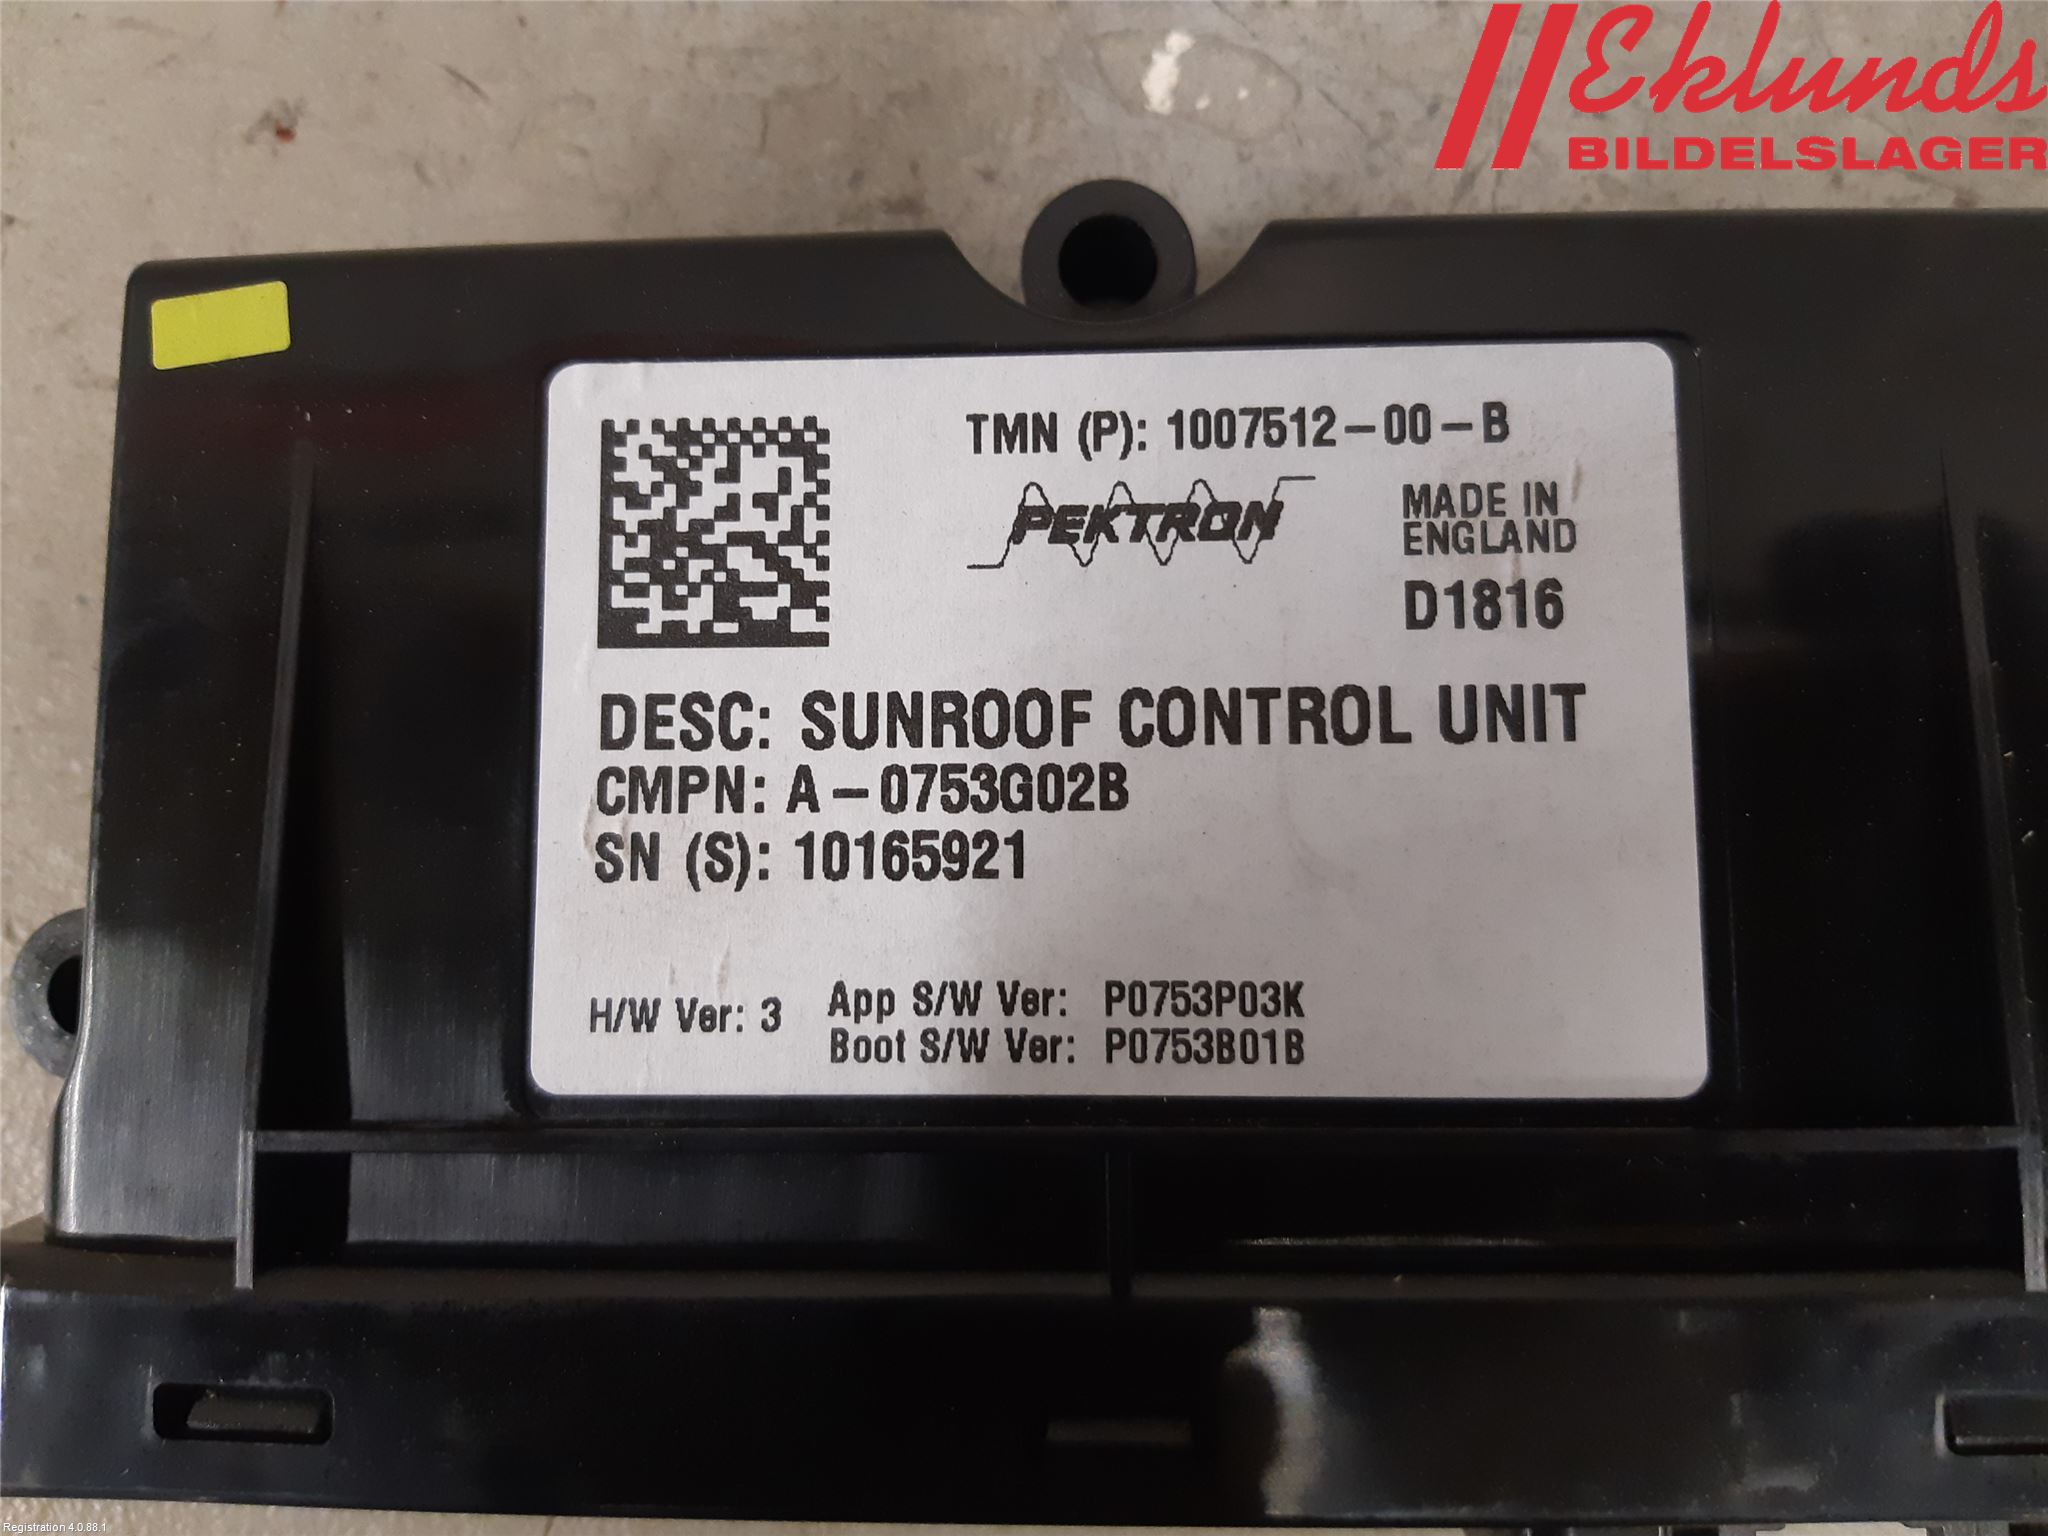 Eklunds
BILDELSLAGER
TMN (P): 1007512-00-B
PEKTRON
MADE IN
ENGLAND
D1816
DESC: SUNROOF CONTROL UNIT
CMPN: A-0753G02B
SN (S): 10165921
H/W Ver: 3
App S/W Ver: P0753P03K
Boot S/W Ver: P0753B01B
Registration 4.0.88.1